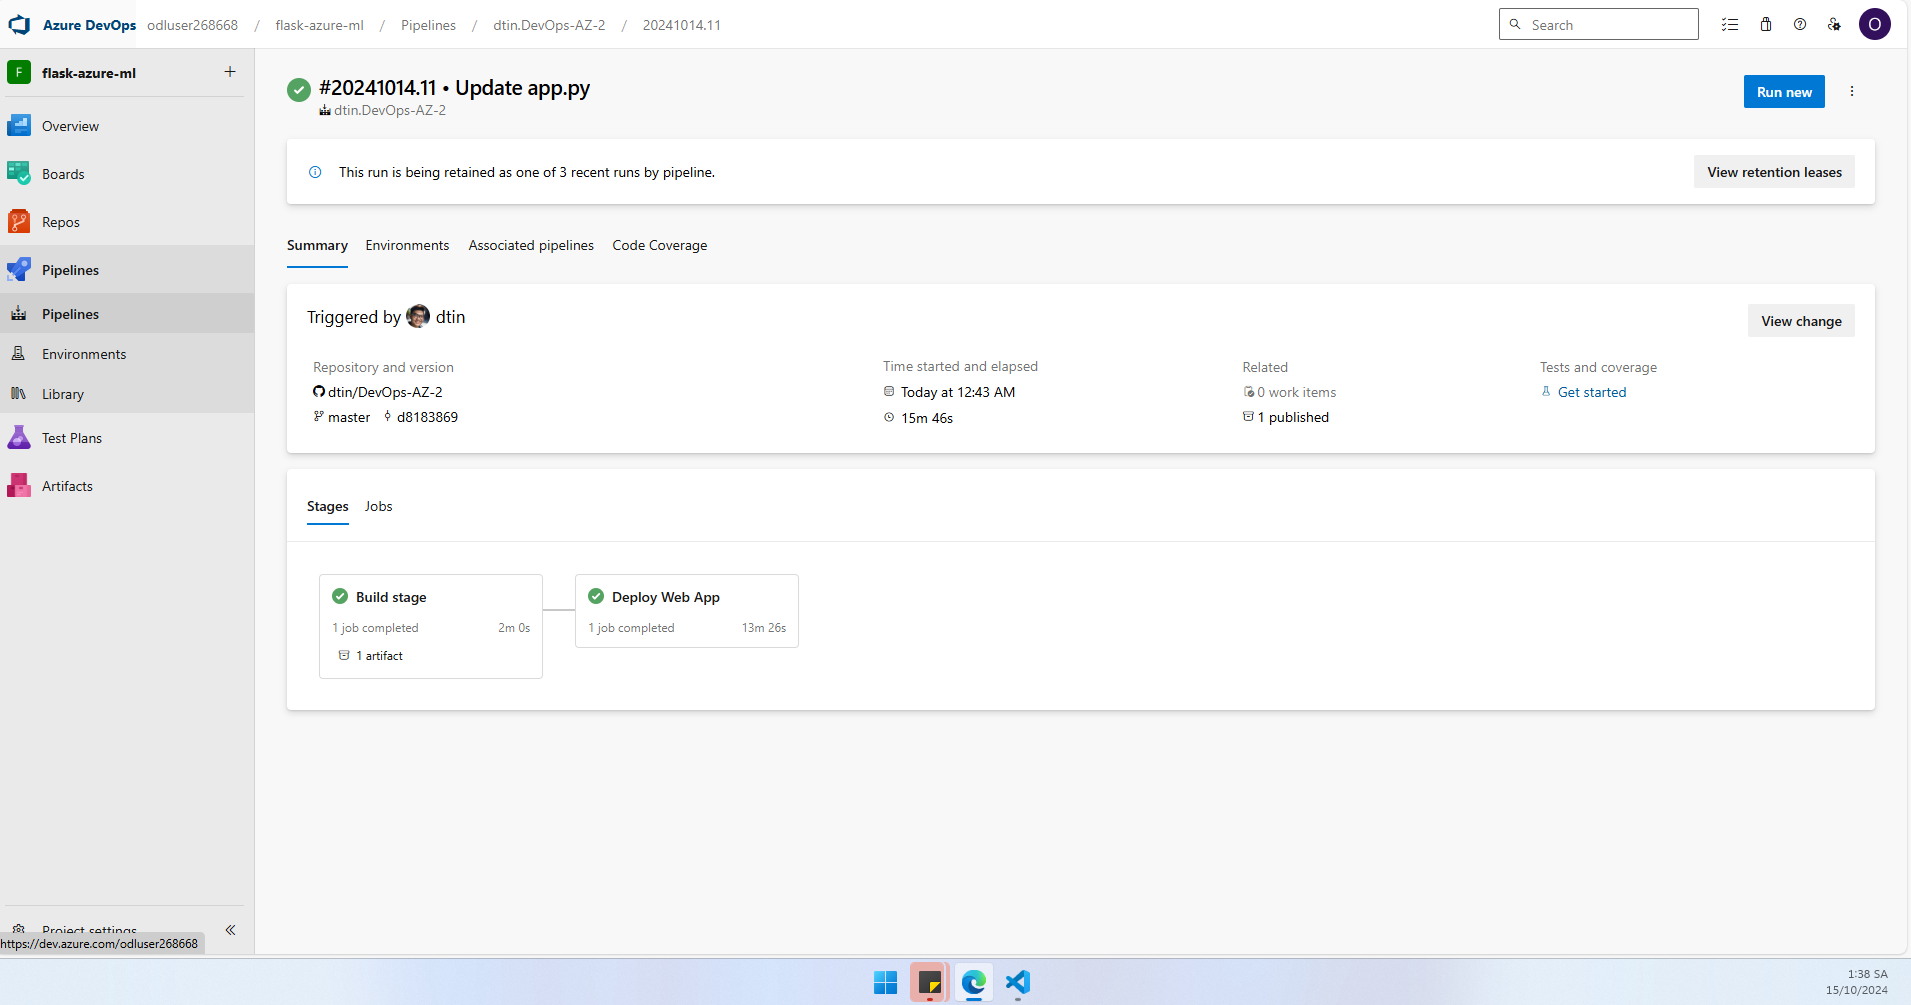 Azure DevOps odluser268668 / flask-azure-ml / Pipelines / dtin.DevOps-AZ-2 / 20241014.11
Search
O
F flask-azure-ml +
Overview
Boards
Repos
Pipelines
Pipelines
Environments
Library
Test Plans
Artifacts
Project settings
https://dev.azure.com/odluser268668
#20241014.11 • Update app.py
dtin.DevOps-AZ-2
Run new
This run is being retained as one of 3 recent runs by pipeline.
View retention leases
Summary Environments Associated pipelines Code Coverage
Triggered by dtin
View change
Repository and version
dtin/DevOps-AZ-2
master d8183869
Time started and elapsed
Today at 12:43 AM
15m 46s
Related
0 work items
1 published
Tests and coverage
Get started
Stages Jobs
Build stage
1 job completed 2m 0s
1 artifact
Deploy Web App
1 job completed 13m 26s
1:38 SA
15/10/2024